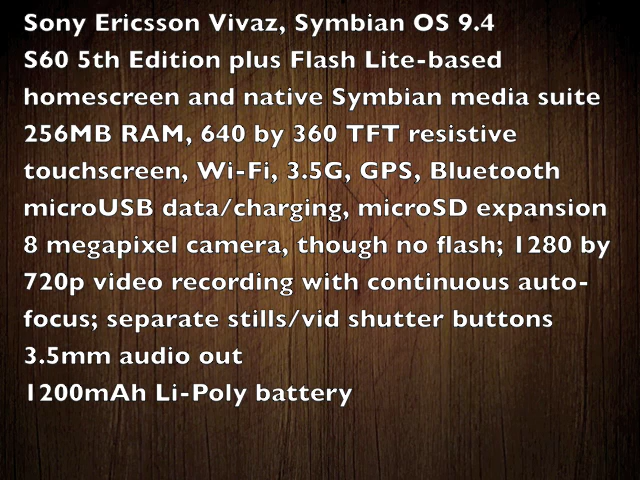 Sony Ericsson Vivaz, Symbian OS 9.4
S60 5th Edition plus Flash Lite-based
homescreen and native Symbian media suite
256MB RAM, 640 by 360 TFT resistive
touchscreen, Wi-Fi, 3.5G, GPS, Bluetooth
microUSB data/charging, microSD expansion
8 megapixel camera, though no flash; 1280 by
720p video recording with continuous auto-
focus; separate stills/vid shutter buttons
3.5mm audio out
1200mAh Li-Poly battery